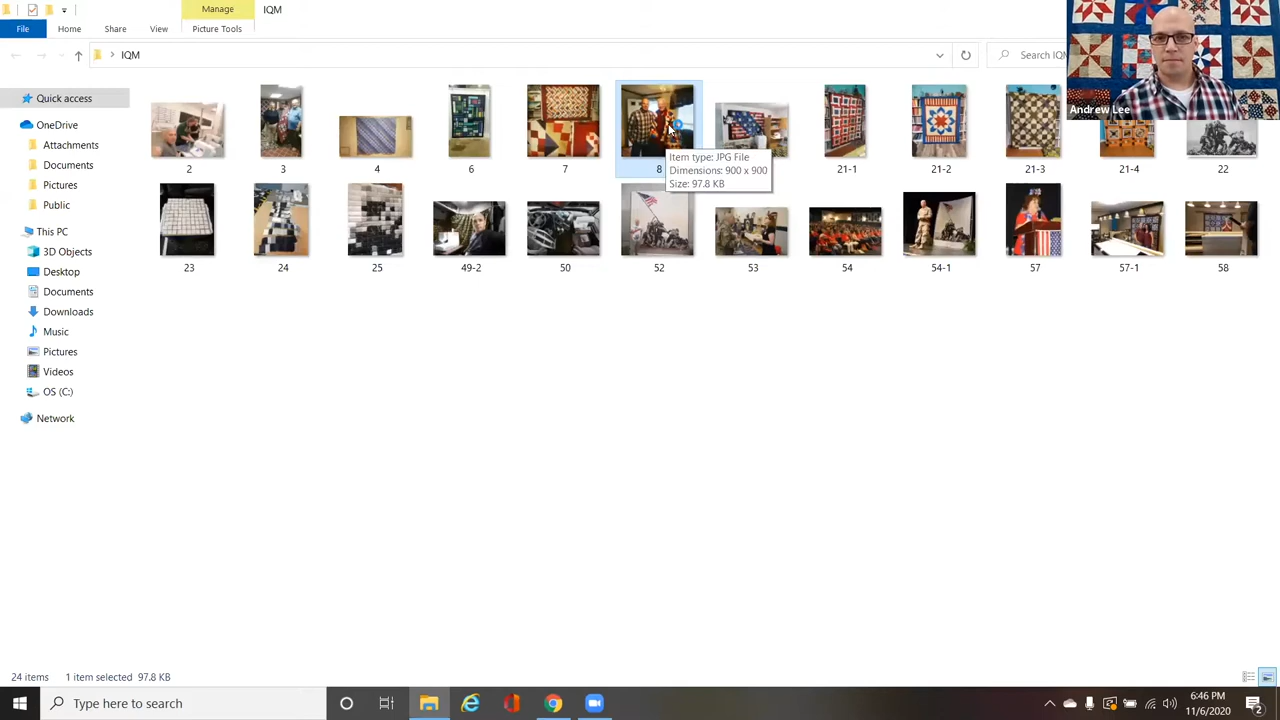 Manage
IQM
File
Home
Share
View
Picture Tools
IQM
Search IQM
Andrew Lee
Quick access
OneDrive
Attachments
Documents
Pictures
Public
This PC
3D Objects
Desktop
Documents
Downloads
Music
Pictures
Videos
OS (C:)
Network
2
3
4
6
7
8
21-1
21-2
21-3
21-4
22
Item type: JPG File
Dimensions: 900 x 900
Size: 97.8 KB
23
24
25
49-2
50
52
53
54
54-1
57
57-1
58
24 items
1 item selected 97.8 KB
Type here to search
6:46 PM
11/6/2020
2